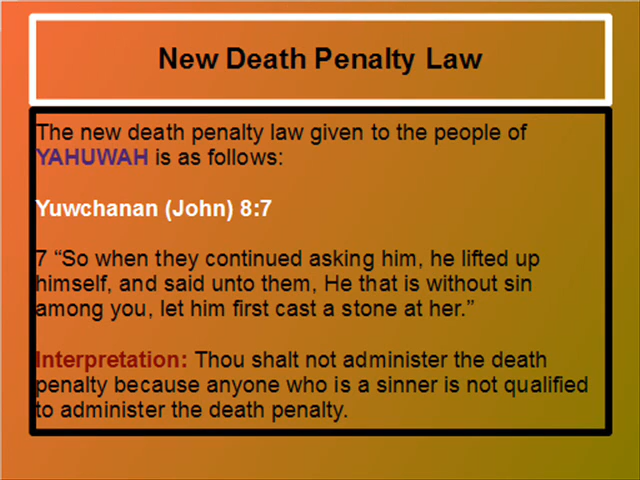 New Death Penalty Law
The new death penalty law given to the people of
YAHUWAH is as follows:
Yuwchanan (John) 8:7
7 “So when they continued asking him, he lifted up
himself, and said unto them, He that is without sin
among you, let him first cast a stone at her.”
Interpretation: Thou shalt not administer the death
penalty because anyone who is a sinner is not qualified
to administer the death penalty.